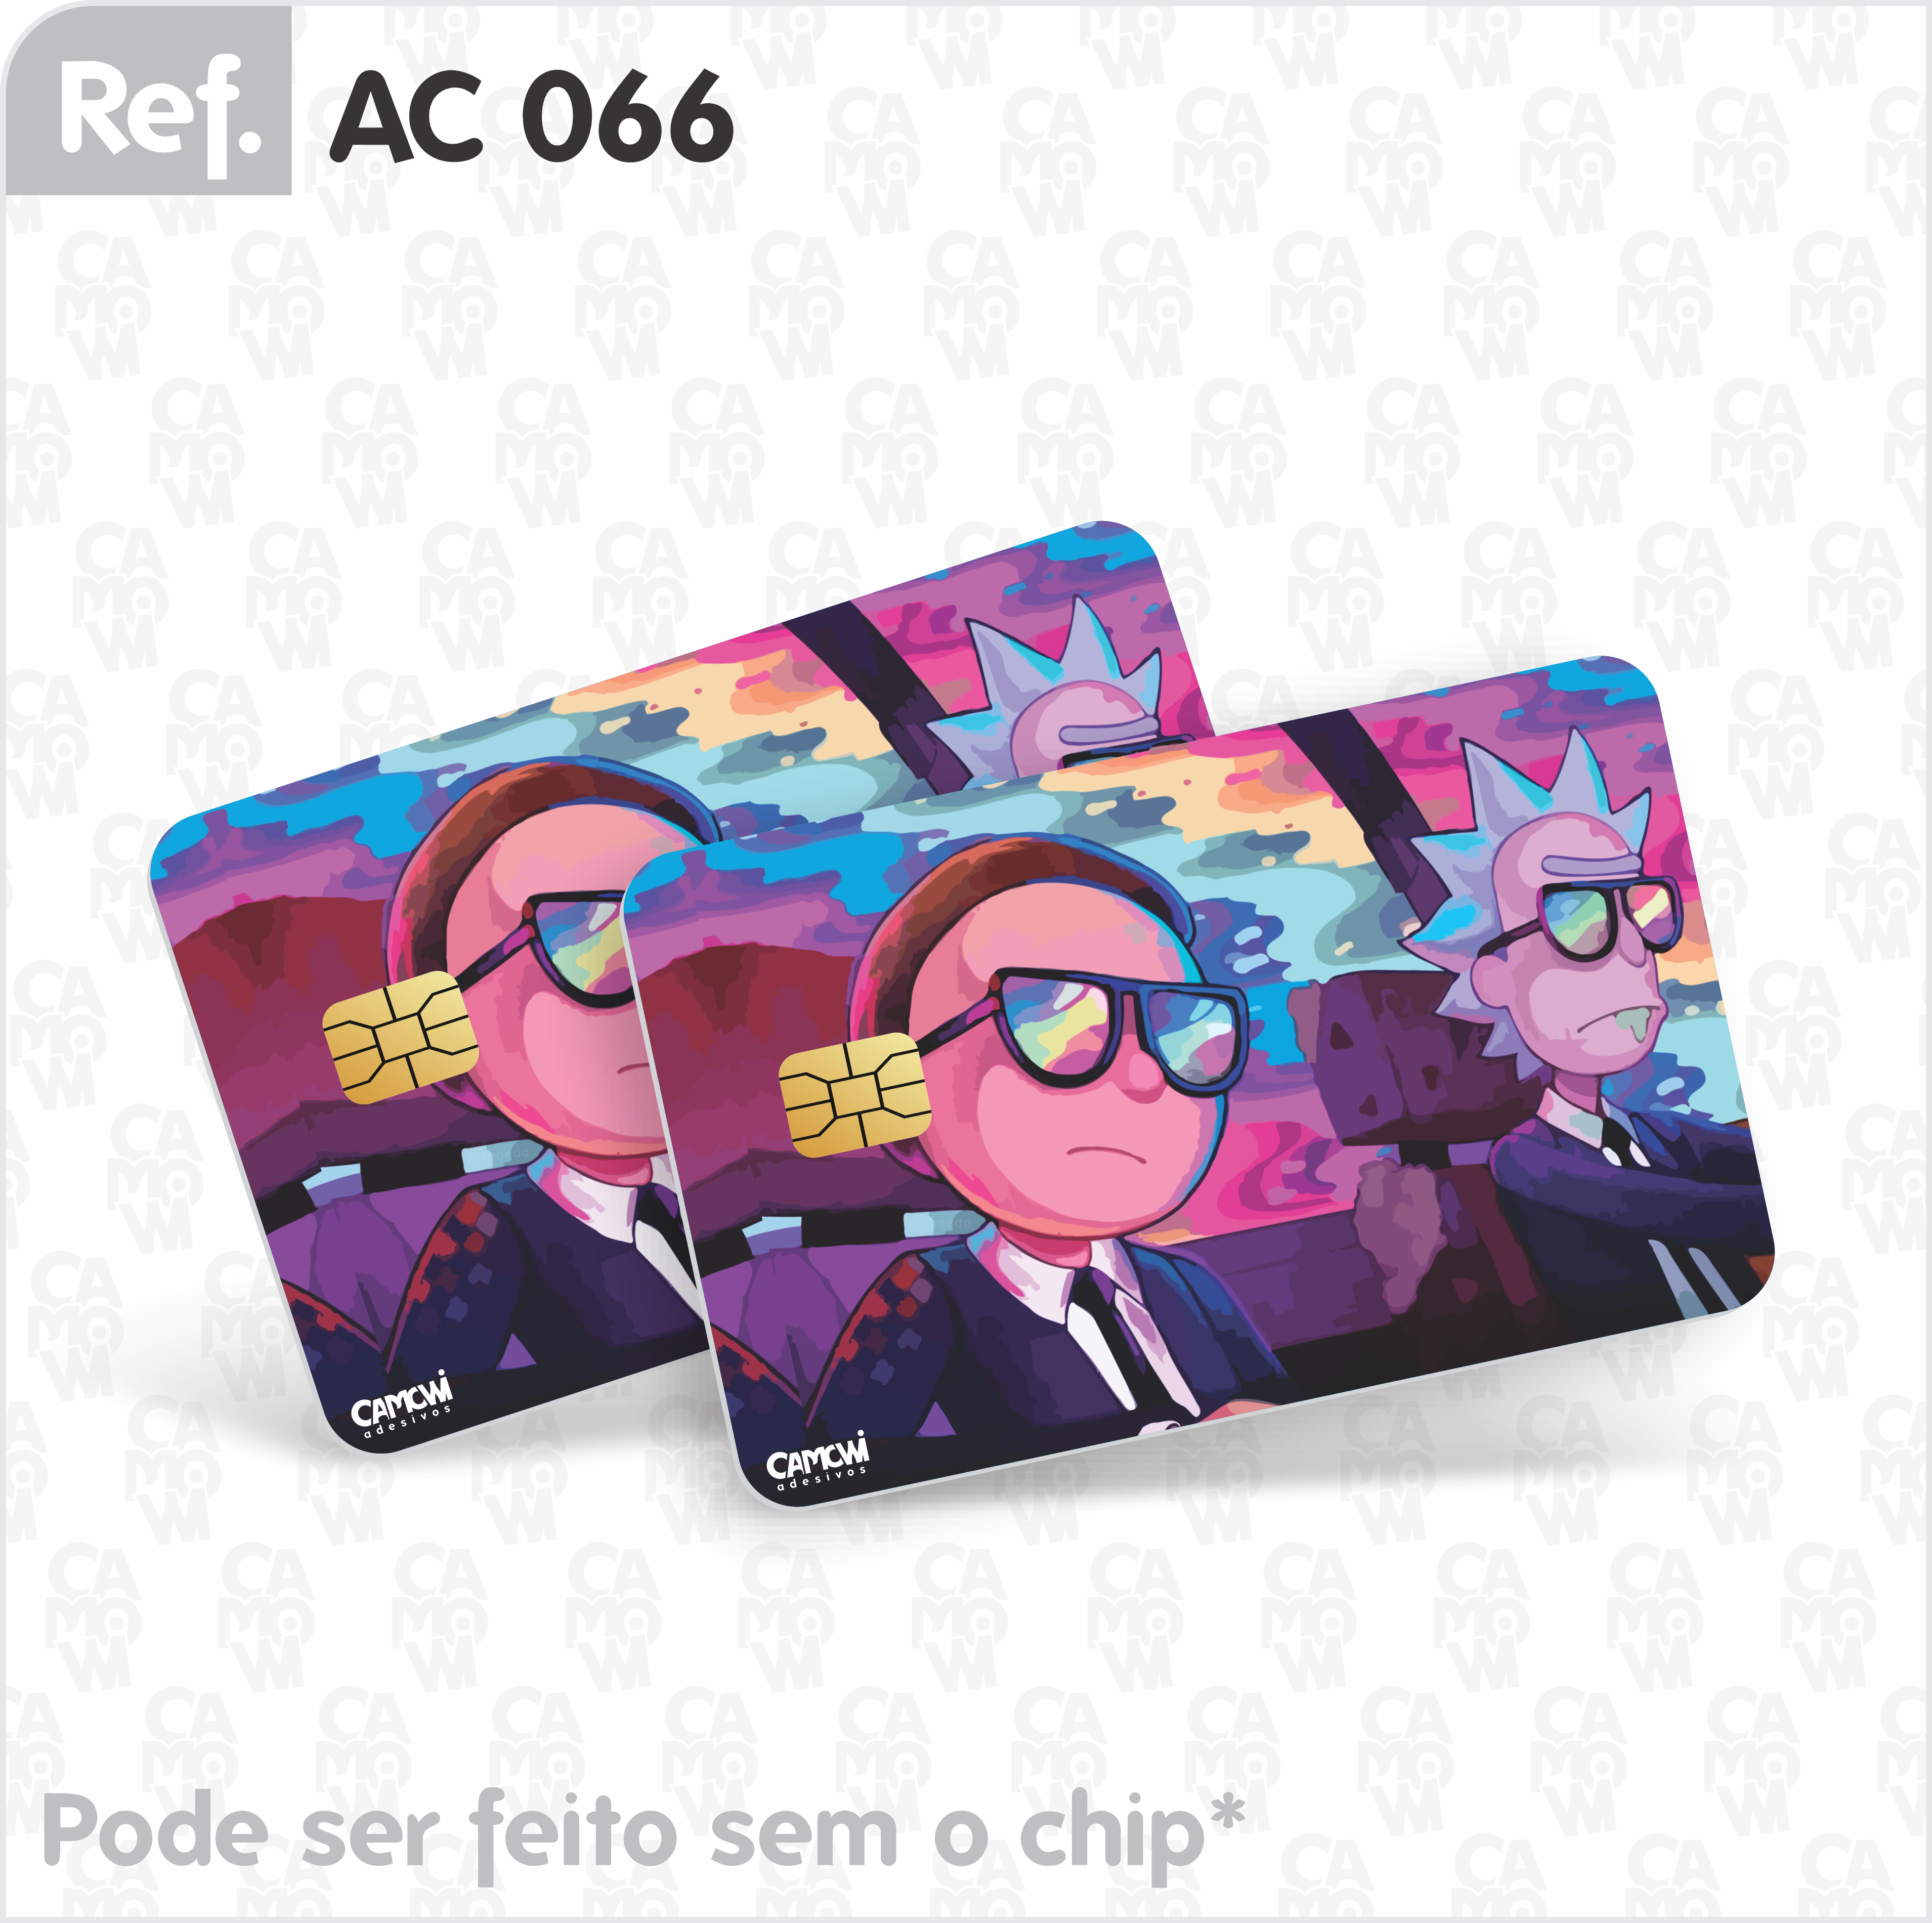 Ref. AC 066
CAMOWI
adesivos
CAMOWI
adesivos
Pode ser feito sem o chip*